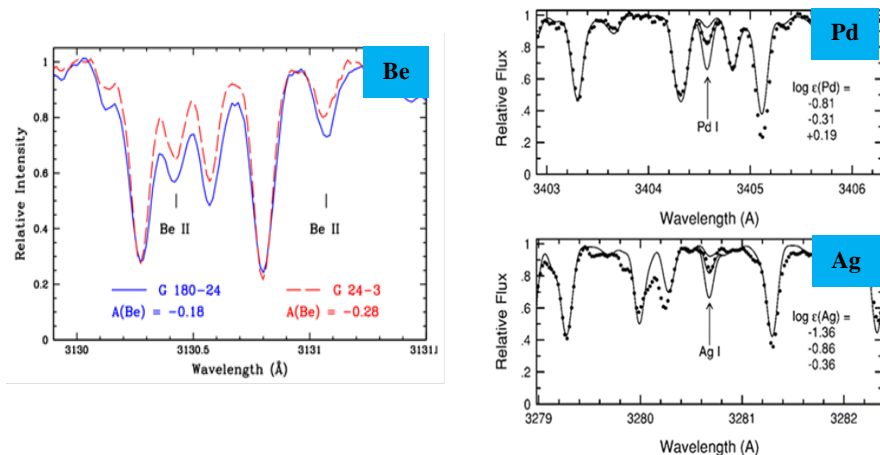 Be
1
0.8
0.6
0.4
0.2
0
Relative Intensity
Be II
Be II
G 180-24
G 24-3
A(Be) = -0.18
A(Be) = -0.28
3130
3130.5
3131
Wavelength (Å)
Pd
1
.8
.6
.4
.2
0
Relative Flux
log ε(Pd) =
-0.81
-0.31
+0.19
Pd I
3403
3404
3405
3406
Wavelength (A)
Ag
1
.8
.6
.4
.2
0
Relative Flux
log ε(Ag) =
-1.36
-0.86
-0.36
Ag I
3279
3280
3281
3282
Wavelength (A)